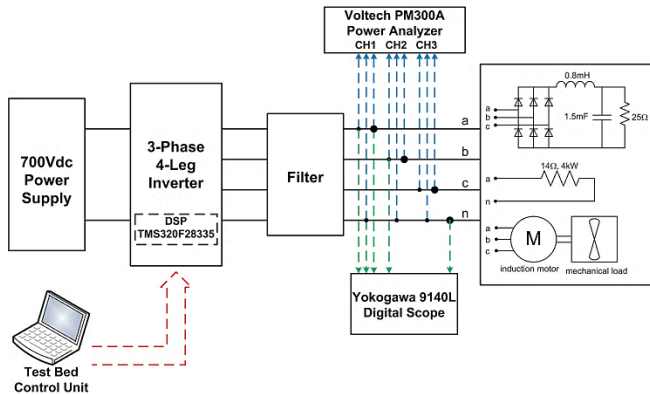 Voltech PM300A
Power Analyzer
CH1 CH2 CH3
700Vdc
Power
Supply
3-Phase
4-Leg
Inverter
DSP
TMS320F28335
Filter
a
b
c
n
0.8mH
a
b
c
1.5mF
25Ω
14Ω, 4kW
a
n
a
b
c
M
induction motor
mechanical load
Yokogawa 9140L
Digital Scope
Test Bed
Control Unit